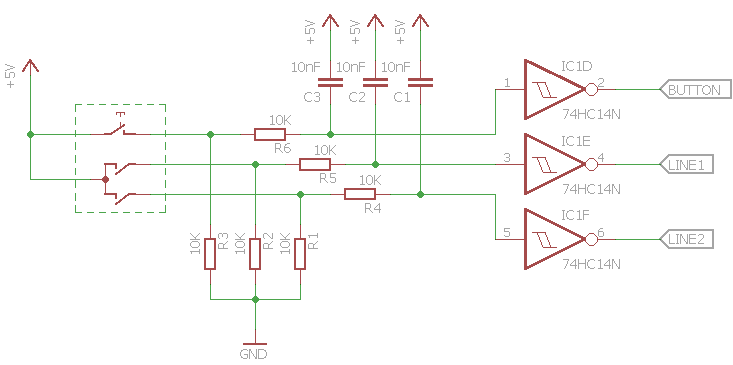 +5V
+5V
+5V
+5V
10nF
10nF
10nF
C3
C2
C1
IC1D
1
2
74HC14N
BUTTON
10K
R6
10K
R5
10K
R4
IC1E
3
4
74HC14N
LINE1
IC1F
5
6
74HC14N
LINE2
10K
R3
10K
R2
10K
R1
GND